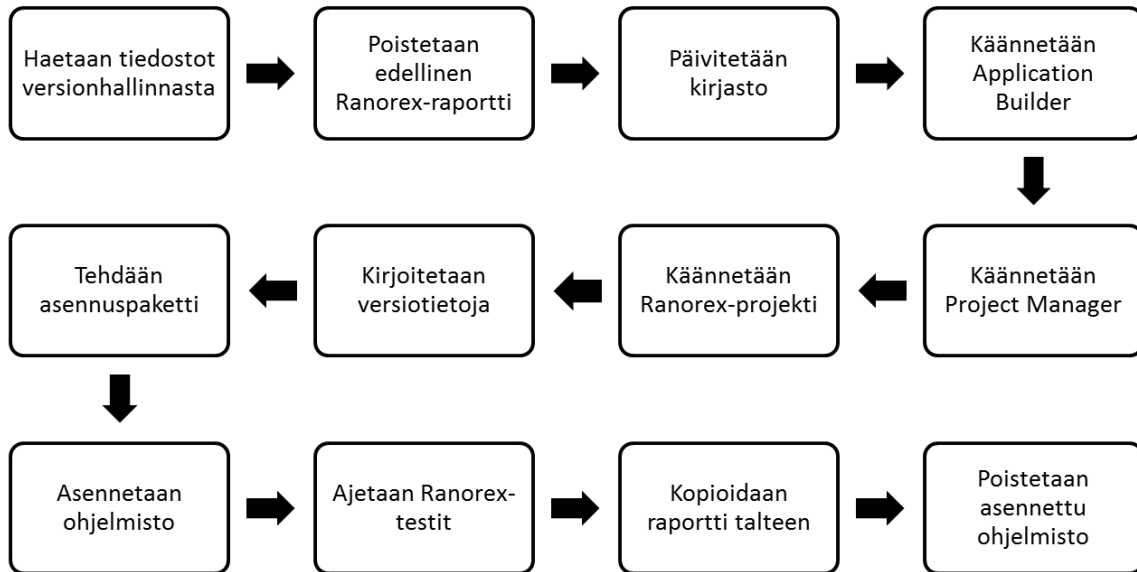 Haetaan tiedostot
versionhallinnasta
Poistetaan
edellinen
Ranorex-raportti
Päivitetään
kirjasto
Käännetään
Application
Builder
Käännetään
Project Manager
Käännetään
Ranorex-projekti
Kirjoitetaan
versiotietoja
Tehdään
asennuspaketti
Asennetaan
ohjelmisto
Ajetaan Ranorex-
testit
Kopioidaan
raportti talteen
Poistetaan
asennettu
ohjelmisto